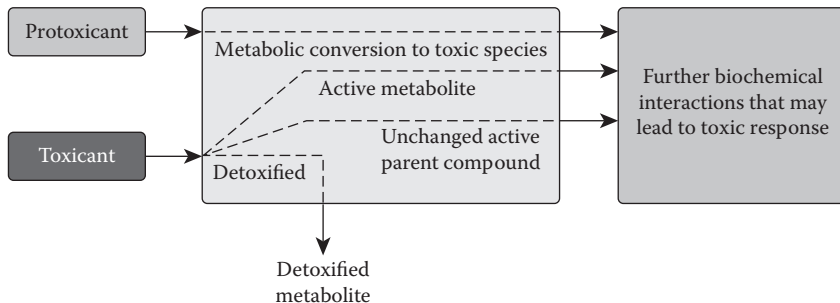 Protoxicant
Metabolic conversion to toxic species
Active metabolite
Further biochemical
interactions that may
lead to toxic response
Toxicant
Unchanged active
parent compound
Detoxified
Detoxified
metabolite